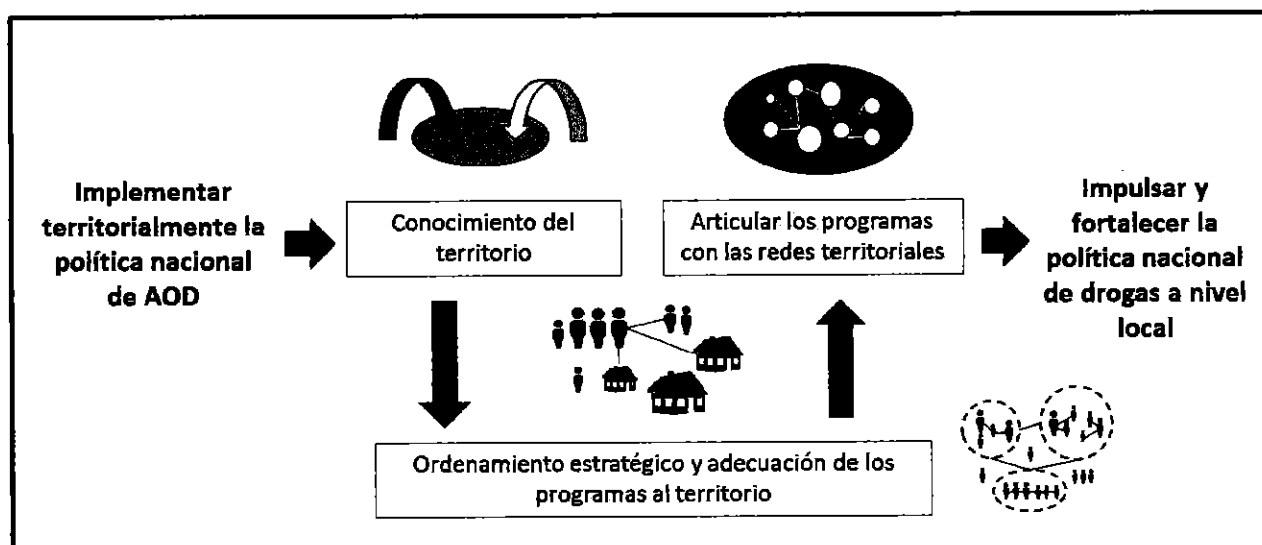 Implementar
territorialmente la
política nacional
de AOD
Conocimiento del
territorio
Articular los programas
con las redes territoriales
Impulsar y
fortalecer la
política nacional
de drogas a nivel
local
Ordenamiento estratégico y adecuación de los
programas al territorio